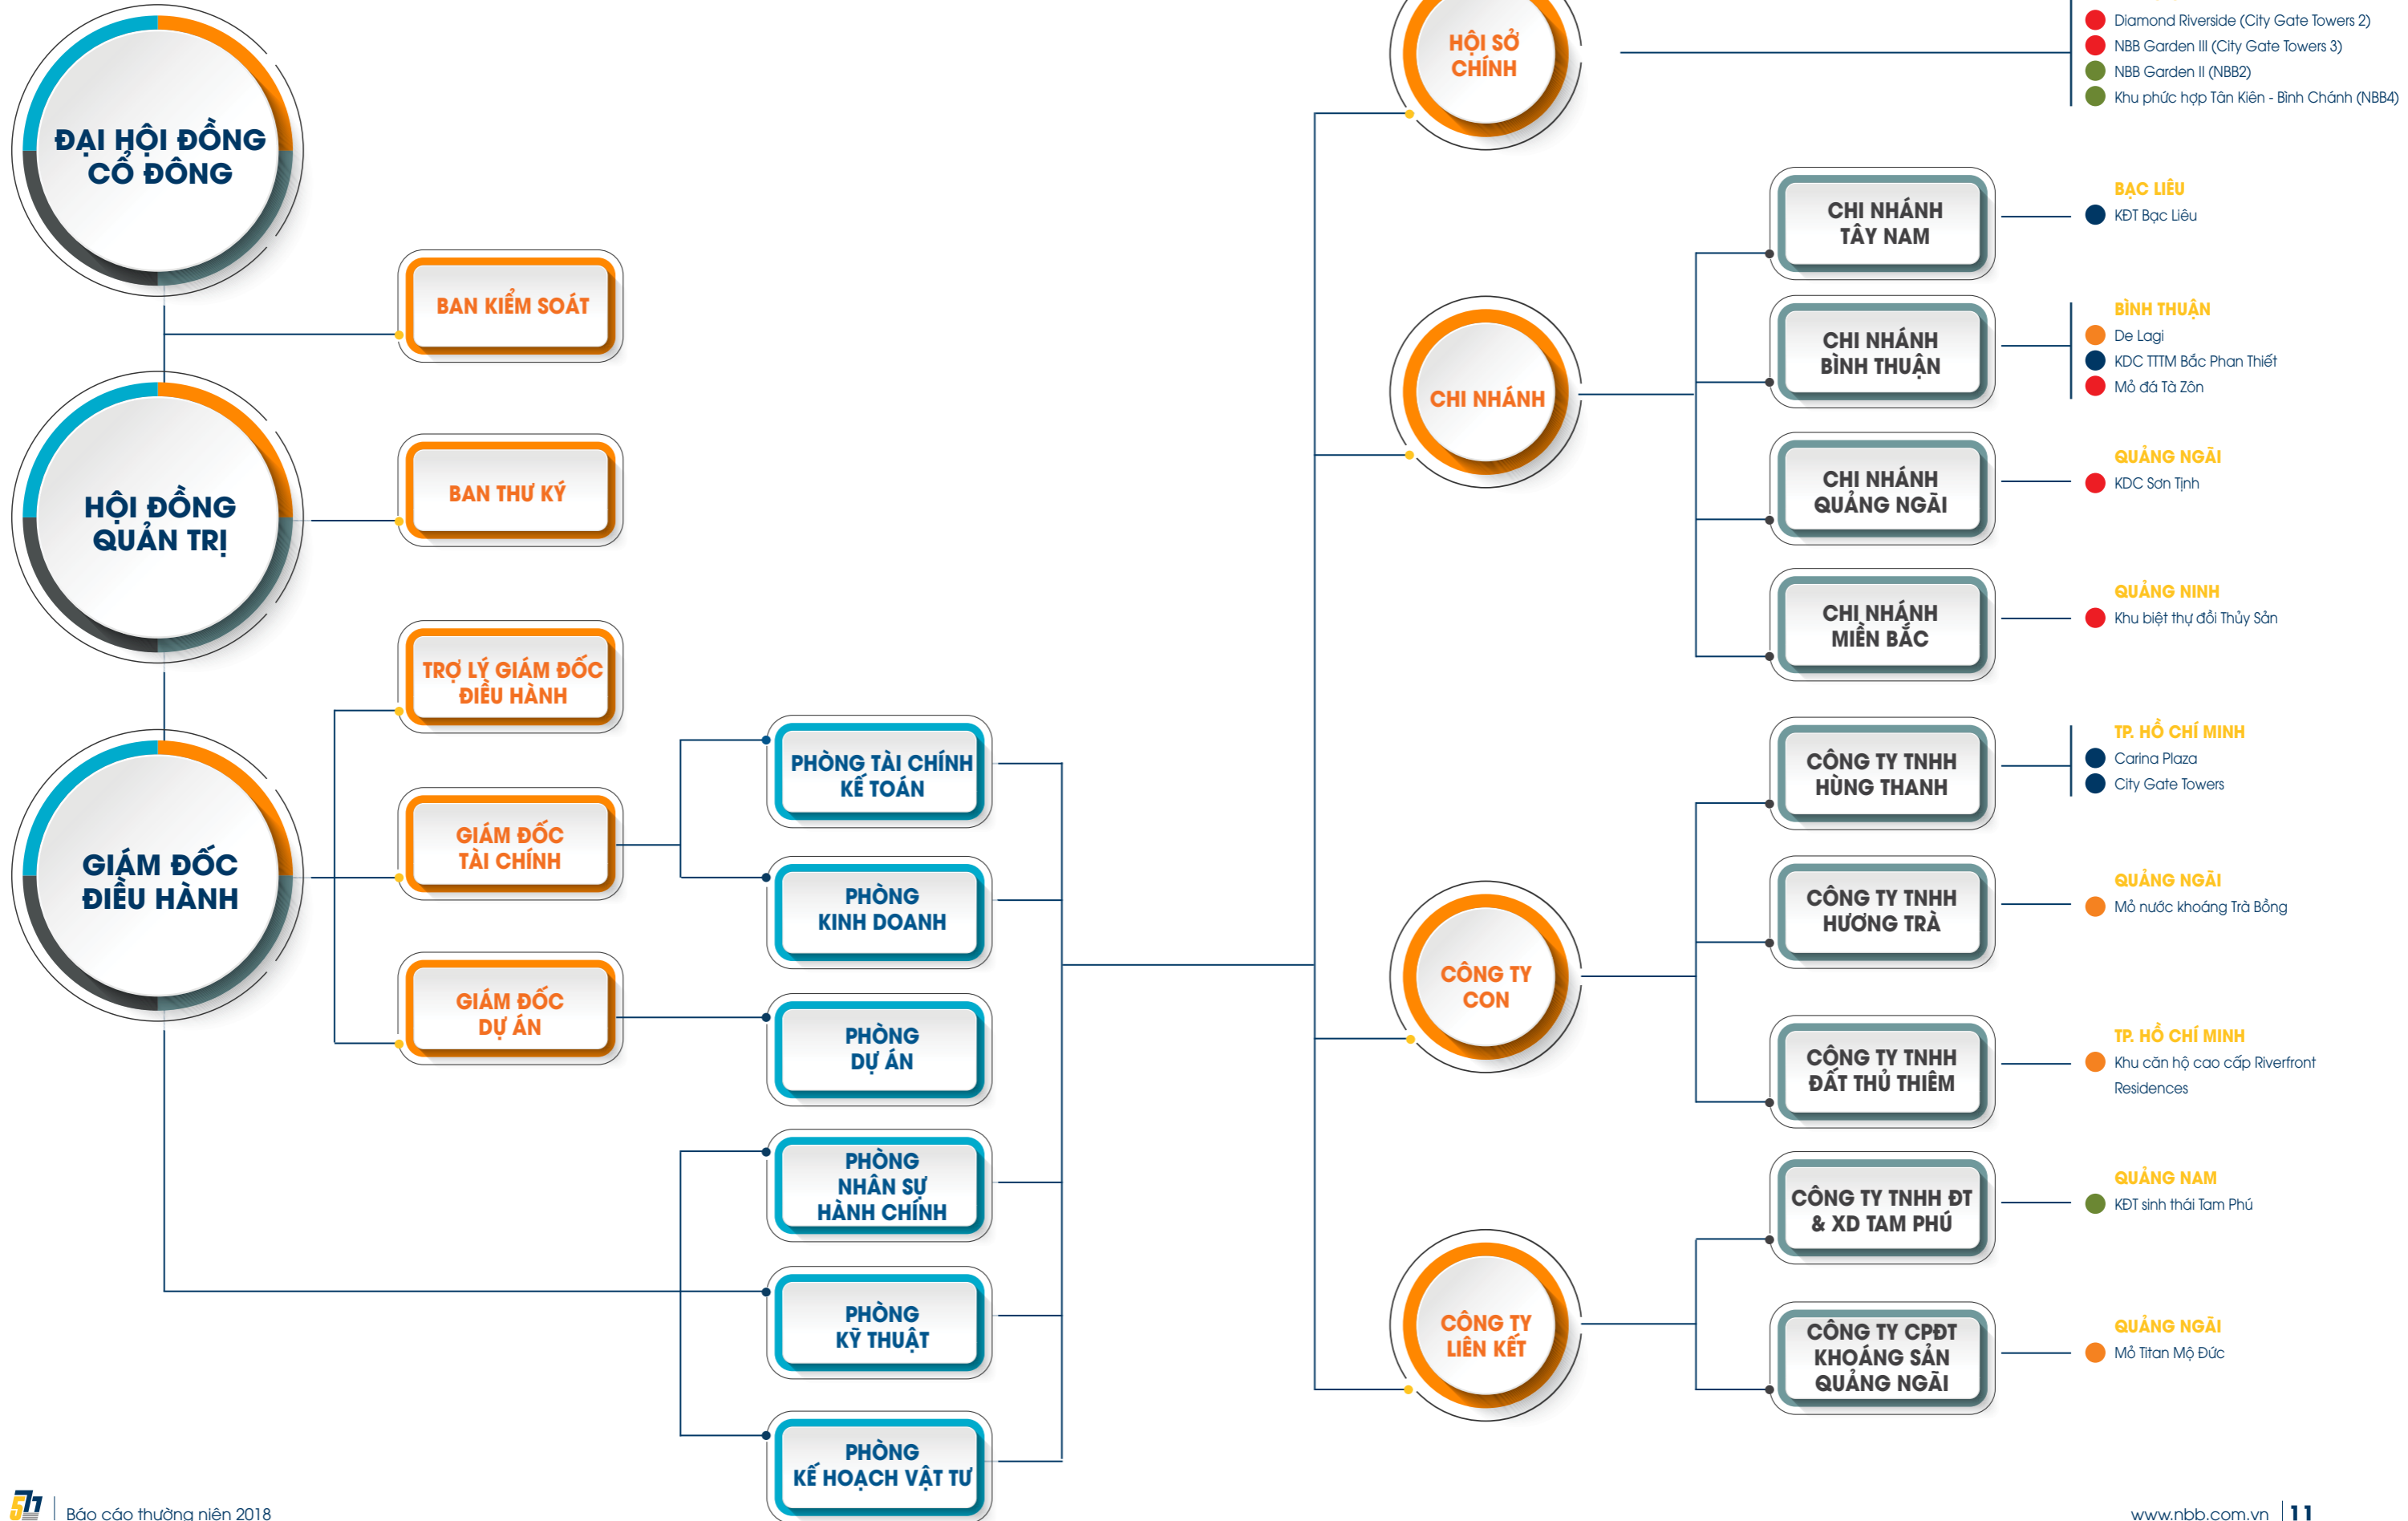 ĐẠI HỘI ĐỒNG
CỔ ĐÔNG
BAN KIỂM SOÁT
HỘI ĐỒNG
QUẢN TRỊ
BAN THƯ KÝ
TRỢ LÝ GIÁM ĐỐC
ĐIỀU HÀNH
GIÁM ĐỐC
ĐIỀU HÀNH
GIÁM ĐỐC
TÀI CHÍNH
GIÁM ĐỐC
DỰ ÁN
PHÒNG TÀI CHÍNH
KẾ TOÁN
PHÒNG
KINH DOANH
PHÒNG
DỰ ÁN
PHÒNG
NHÂN SỰ
HÀNH CHÍNH
PHÒNG
KỸ THUẬT
PHÒNG
KẾ HOẠCH VẬT TƯ
HỘI SỞ
CHÍNH
Diamond Riverside (City Gate Towers 2)
NBB Garden III (City Gate Towers 3)
NBB Garden II (NBB2)
Khu phức hợp Tân Kiên - Bình Chánh (NBB4)
CHI NHÁNH
CHI NHÁNH
TÂY NAM
BẠC LIÊU
KĐT Bạc Liêu
CHI NHÁNH
BÌNH THUẬN
BÌNH THUẬN
De Lagi
KDC TTTM Bắc Phan Thiết
Mỏ đá Tà Zôn
CHI NHÁNH
QUẢNG NGÃI
QUẢNG NGÃI
KDC Sơn Tịnh
CHI NHÁNH
MIỀN BẮC
QUẢNG NINH
Khu biệt thự đồi Thủy Sản
CÔNG TY
CON
CÔNG TY TNHH
HÙNG THANH
TP. HỒ CHÍ MINH
Carina Plaza
City Gate Towers
CÔNG TY TNHH
HƯƠNG TRÀ
QUẢNG NGÃI
Mỏ nước khoáng Trà Bồng
CÔNG TY TNHH
ĐẤT THỦ THIÊM
TP. HỒ CHÍ MINH
Khu căn hộ cao cấp Riverfront
Residences
CÔNG TY
LIÊN KẾT
CÔNG TY TNHH ĐT
& XD TAM PHÚ
QUẢNG NAM
KĐT sinh thái Tam Phú
CÔNG TY CPĐT
KHOÁNG SẢN
QUẢNG NGÃI
QUẢNG NGÃI
Mỏ Titan Mộ Đức
577 Báo cáo thường niên 2018
www.nbb.com.vn 11